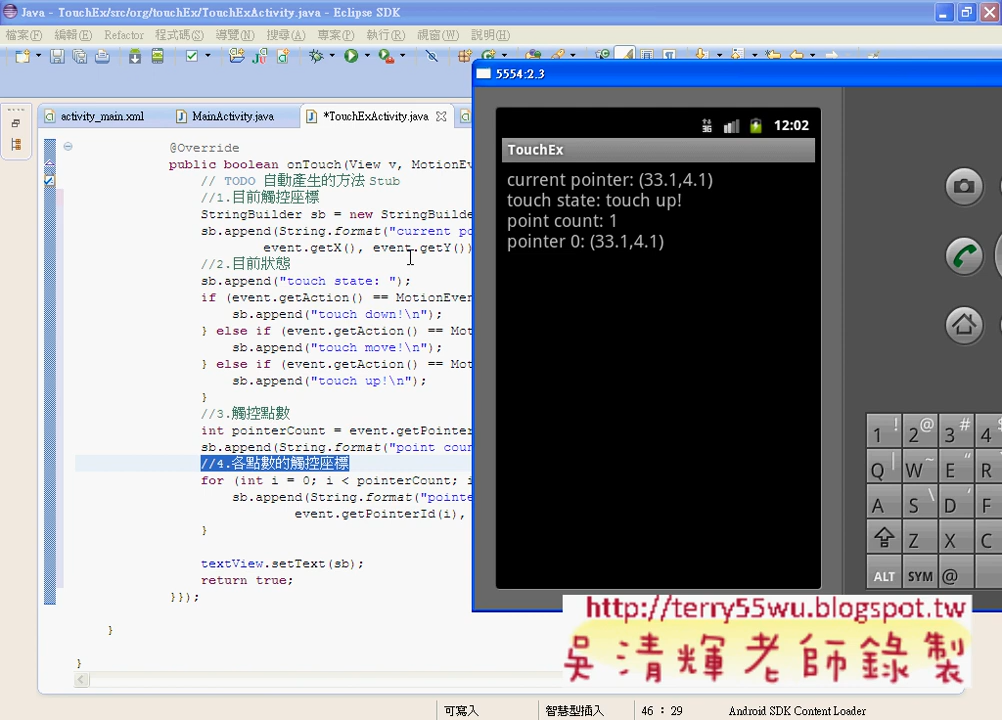 Java - TouchEx/src/org/touchEx/TouchExActivity.java - Eclipse SDK
檔案(F) 編輯(E) Refactor 程式碼(S) 導覽(N) 搜尋(A) 專案(P) 執行(R) 視窗(W) 說明(H)
activity_main.xml
MainActivity.java
*TouchExActivity.java
@Override
public boolean onTouch(View v, MotionEv
// TODO 自動產生的方法 Stub
//1.目前觸控座標
StringBuilder sb = new StringBuilde
sb.append(String.format("current po
event.getX(), event.getY())
//2.目前狀態
sb.append("touch state: ");
if (event.getAction() == MotionEven
sb.append("touch down!\n");
} else if (event.getAction() == Mot
sb.append("touch move!\n");
} else if (event.getAction() == Mot
sb.append("touch up!\n");
}
//3.觸控點數
int pointerCount = event.getPointer
sb.append(String.format("point coun
//4.各點數的觸控座標
for (int i = 0; i < pointerCount; i
sb.append(String.format("pointe
event.getPointerId(i),
}
textView.setText(sb);
return true;
}});
}
}
5554:2.3
12:02
TouchEx
current pointer: (33.1,4.1)
touch state: touch up!
point count: 1
pointer 0: (33.1,4.1)
1 ! 2 @ 3 # 4
Q W ~ E " R
A S \ D ' F
Z X C
ALT SYM @
http://terry55wu.blogspot.tw
吳清輝老師錄製
可寫入 智慧型插入 46 : 29 Android SDK Content Loader